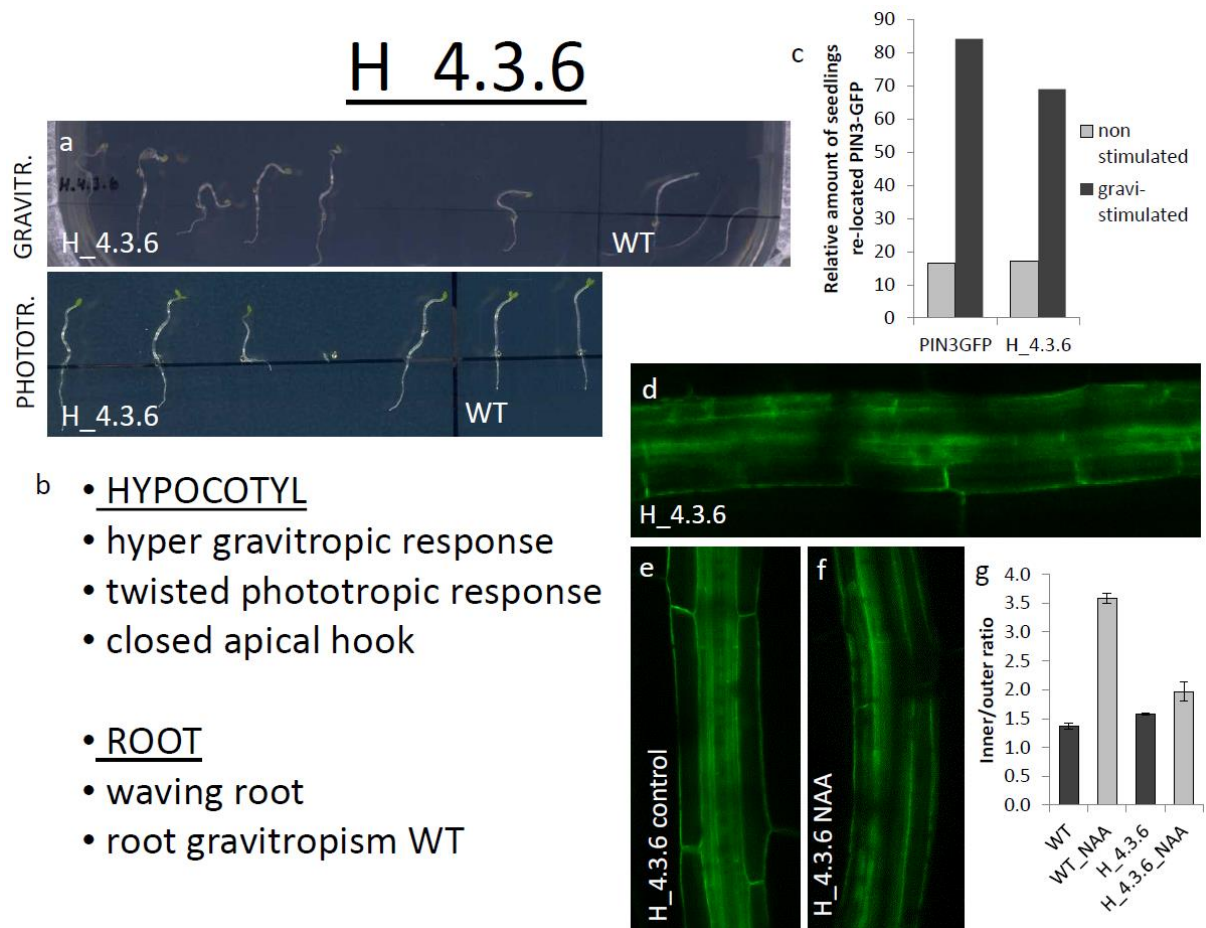 H_4.3.6
a
GRAVITR.
H.4.3.6
H_4.3.6
WT
PHOTOTR.
H_4.3.6
WT
b
• HYPOCOTYL
• hyper gravitropic response
• twisted phototropic response
• closed apical hook
• ROOT
• waving root
• root gravitropism WT
c
Relative amount of seedlings
re-located PIN3-GFP
90
80
70
60
50
40
30
20
10
0
PIN3GFP
H_4.3.6
non
stimulated
gravi-
stimulated
d
H_4.3.6
e
H_4.3.6 control
f
H_4.3.6 NAA
g
Inner/outer ratio
4.0
3.5
3.0
2.5
2.0
1.5
1.0
0.5
0.0
WT
WT_NAA
H_4.3.6
H_4.3.6_NAA